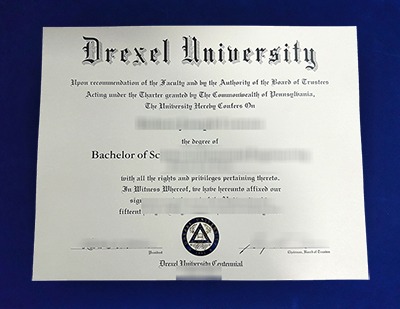 Drexel University
Upon recommendation of the Faculty and by the Authority of the Board of Trustees
Acting under the Charter granted by The Commonwealth of Pennsylvania,
The University Hereby Confers On
the degree of
Bachelor of Sc
with all the rights and privileges pertaining thereto.
In Witness Whereof, we have hereunto affixed our
sig
fifteent
President
Chairman, Board of Trustees
Drexel University Centennial